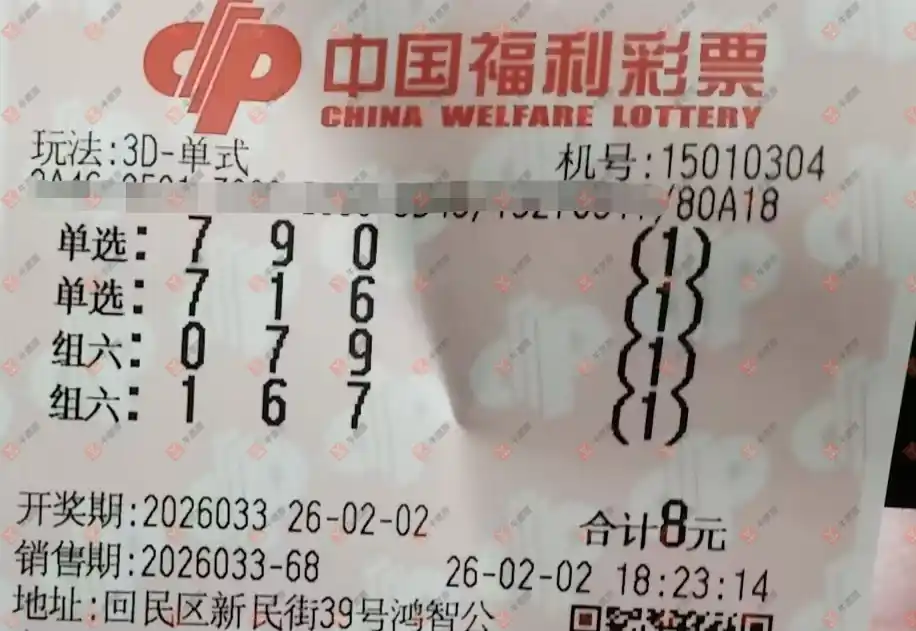 中国福利彩票
CHINA WELFARE LOTTERY
玩法:3D-单式 机号:15010304
/80A18
单选: 7 9 0 (1)
单选: 7 1 6 (1)
组六: 0 7 9 (1)
组六: 1 6 7 (1)
开奖期:2026033 26-02-02 合计8元
销售期:2026033-68 26-02-02 18:23:14
地址:回民区新民街39号鸿智公